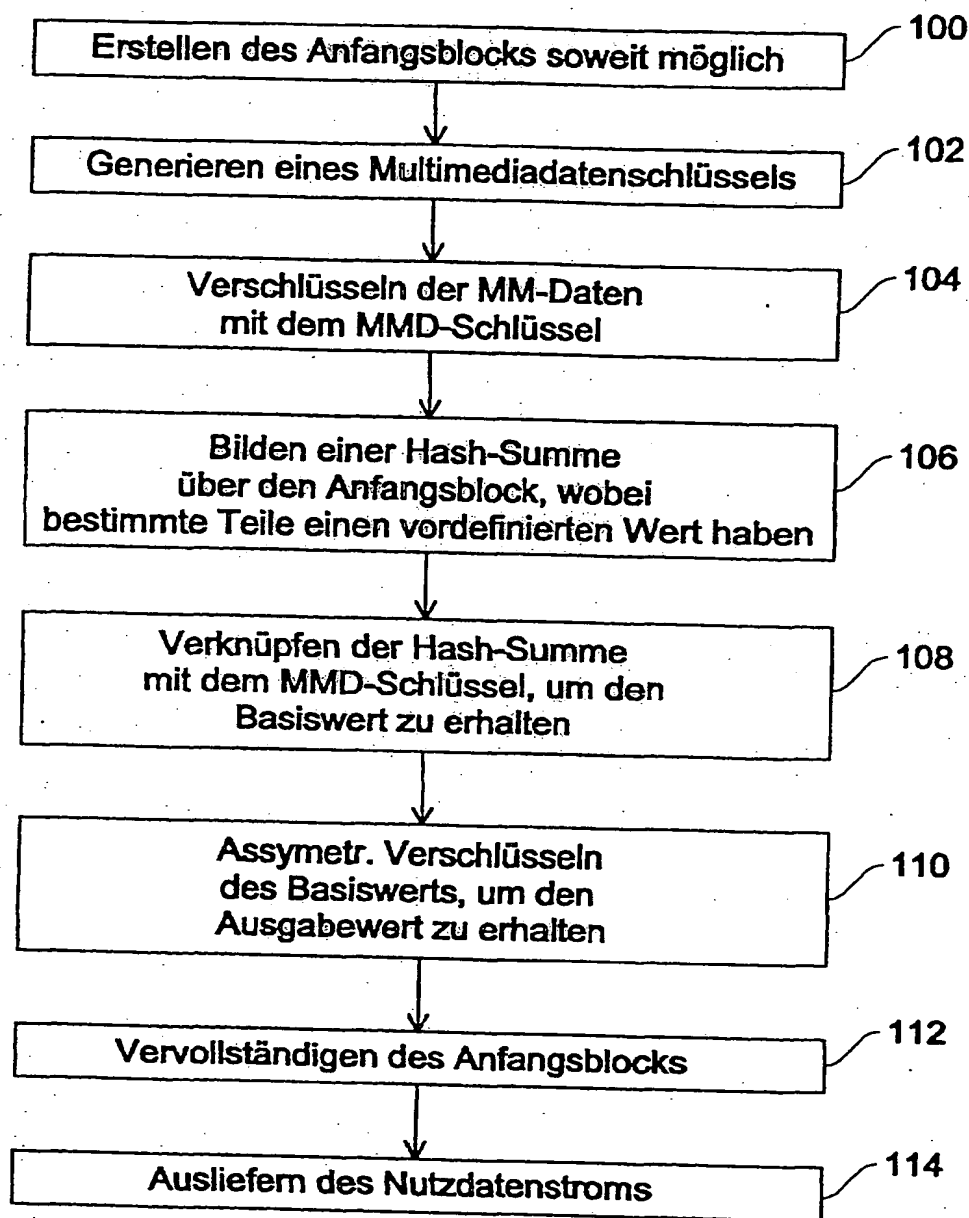 Erstellen des Anfangsblocks soweit möglich
100
Generieren eines Multimediadatenschlüssels
102
Verschlüsseln der MM-Daten
mit dem MMD-Schlüssel
104
Bilden einer Hash-Summe
über den Anfangsblock, wobei
bestimmte Teile einen vordefinierten Wert haben
106
Verknüpfen der Hash-Summe
mit dem MMD-Schlüssel, um den
Basiswert zu erhalten
108
Assymetr. Verschlüsseln
des Basiswerts, um den
Ausgabewert zu erhalten
110
Vervollständigen des Anfangsblocks
112
Ausliefern des Nutzdatenstroms
114